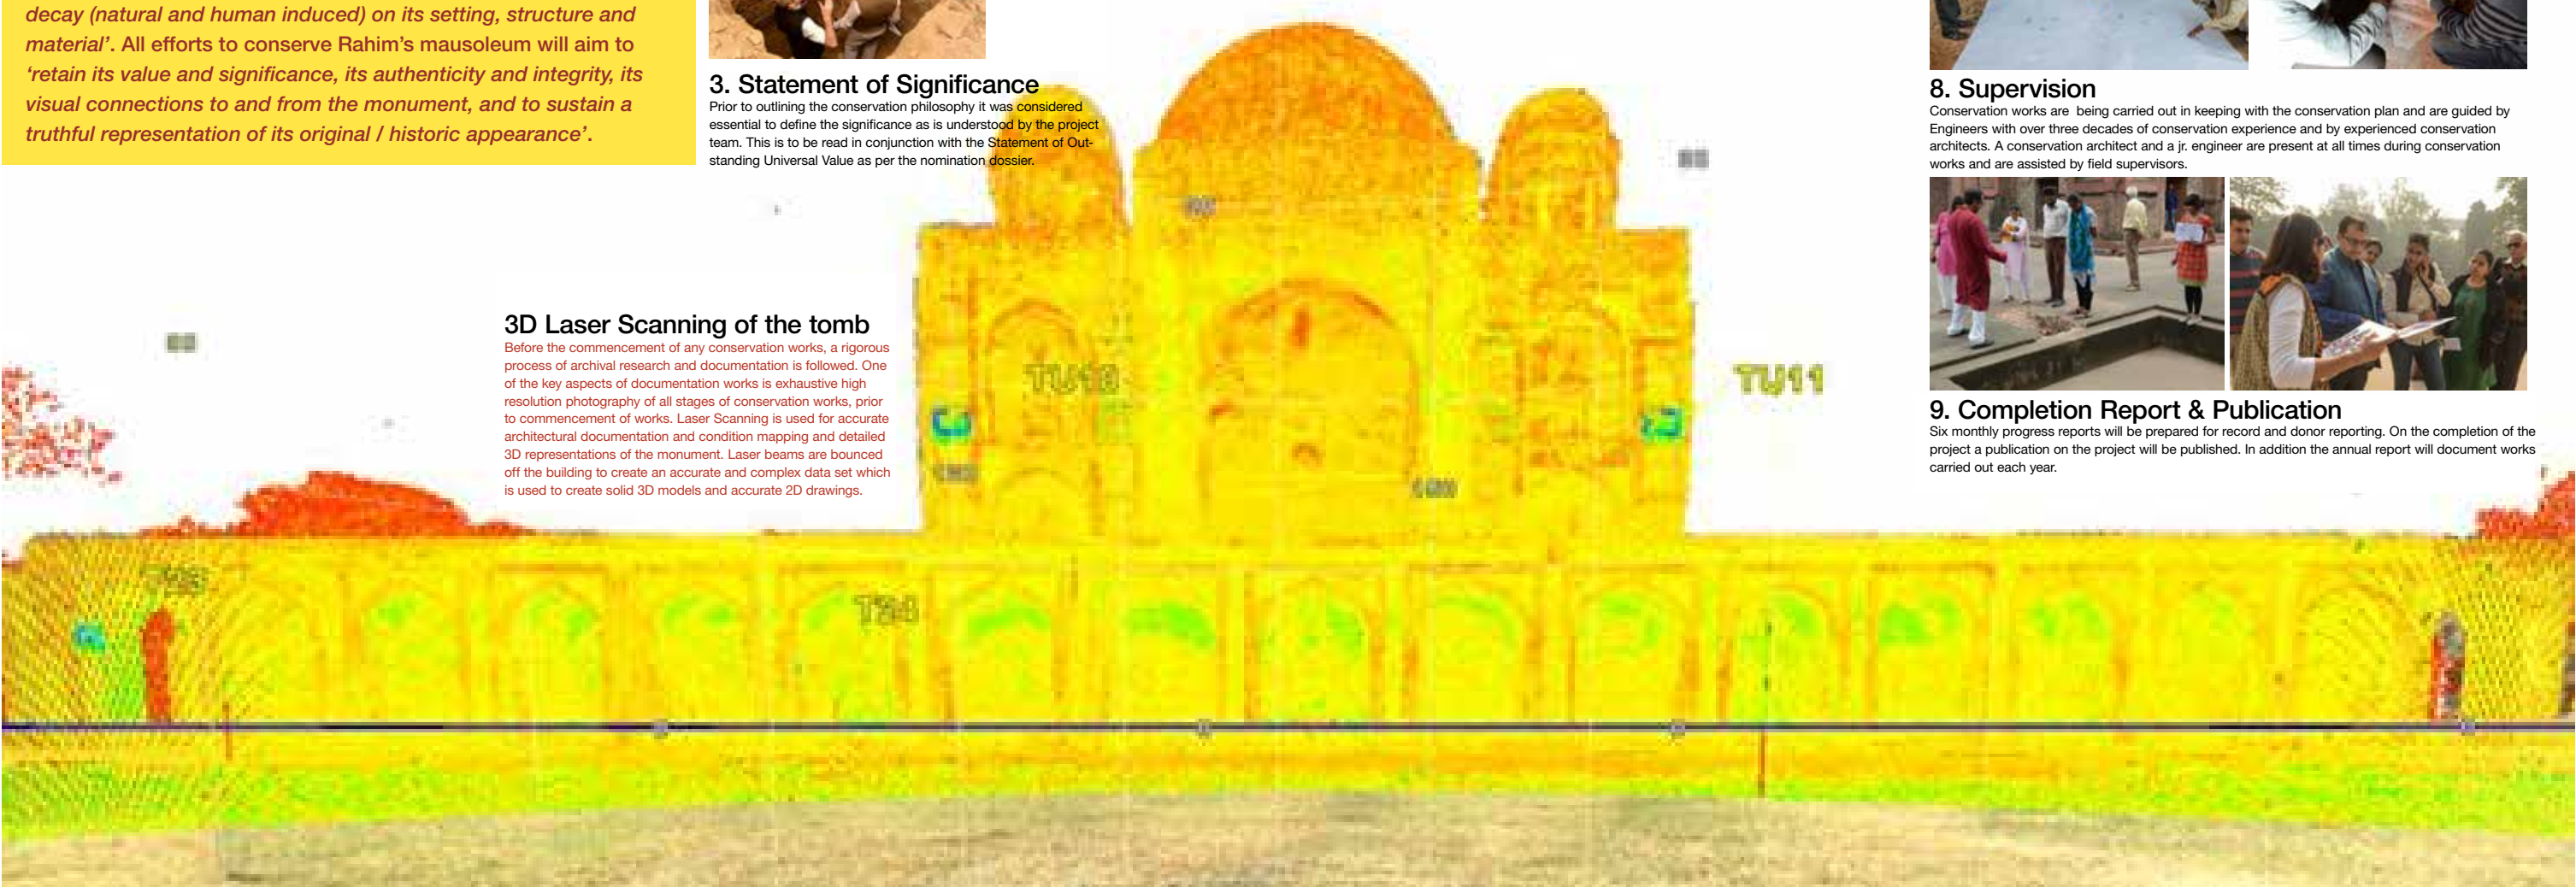 decay (natural and human induced) on its setting, structure and
material’. All efforts to conserve Rahim’s mausoleum will aim to
‘retain its value and significance, its authenticity and integrity, its
visual connections to and from the monument, and to sustain a
truthful representation of its original / historic appearance’.
3. Statement of Significance
Prior to outlining the conservation philosophy it was considered
essential to define the significance as is understood by the project
team. This is to be read in conjunction with the Statement of Out-
standing Universal Value as per the nomination dossier.
3D Laser Scanning of the tomb
Before the commencement of any conservation works, a rigorous
process of archival research and documentation is followed. One
of the key aspects of documentation works is exhaustive high
resolution photography of all stages of conservation works, prior
to commencement of works. Laser Scanning is used for accurate
architectural documentation and condition mapping and detailed
3D representations of the monument. Laser beams are bounced
off the building to create an accurate and complex data set which
is used to create solid 3D models and accurate 2D drawings.
8. Supervision
Conservation works are  being carried out in keeping with the conservation plan and are guided by
Engineers with over three decades of conservation experience and by experienced conservation
architects. A conservation architect and a jr. engineer are present at all times during conservation
works and are assisted by field supervisors.
9. Completion Report & Publication
Six monthly progress reports will be prepared for record and donor reporting. On the completion of the
project a publication on the project will be published. In addition the annual report will document works
carried out each year.
TU11